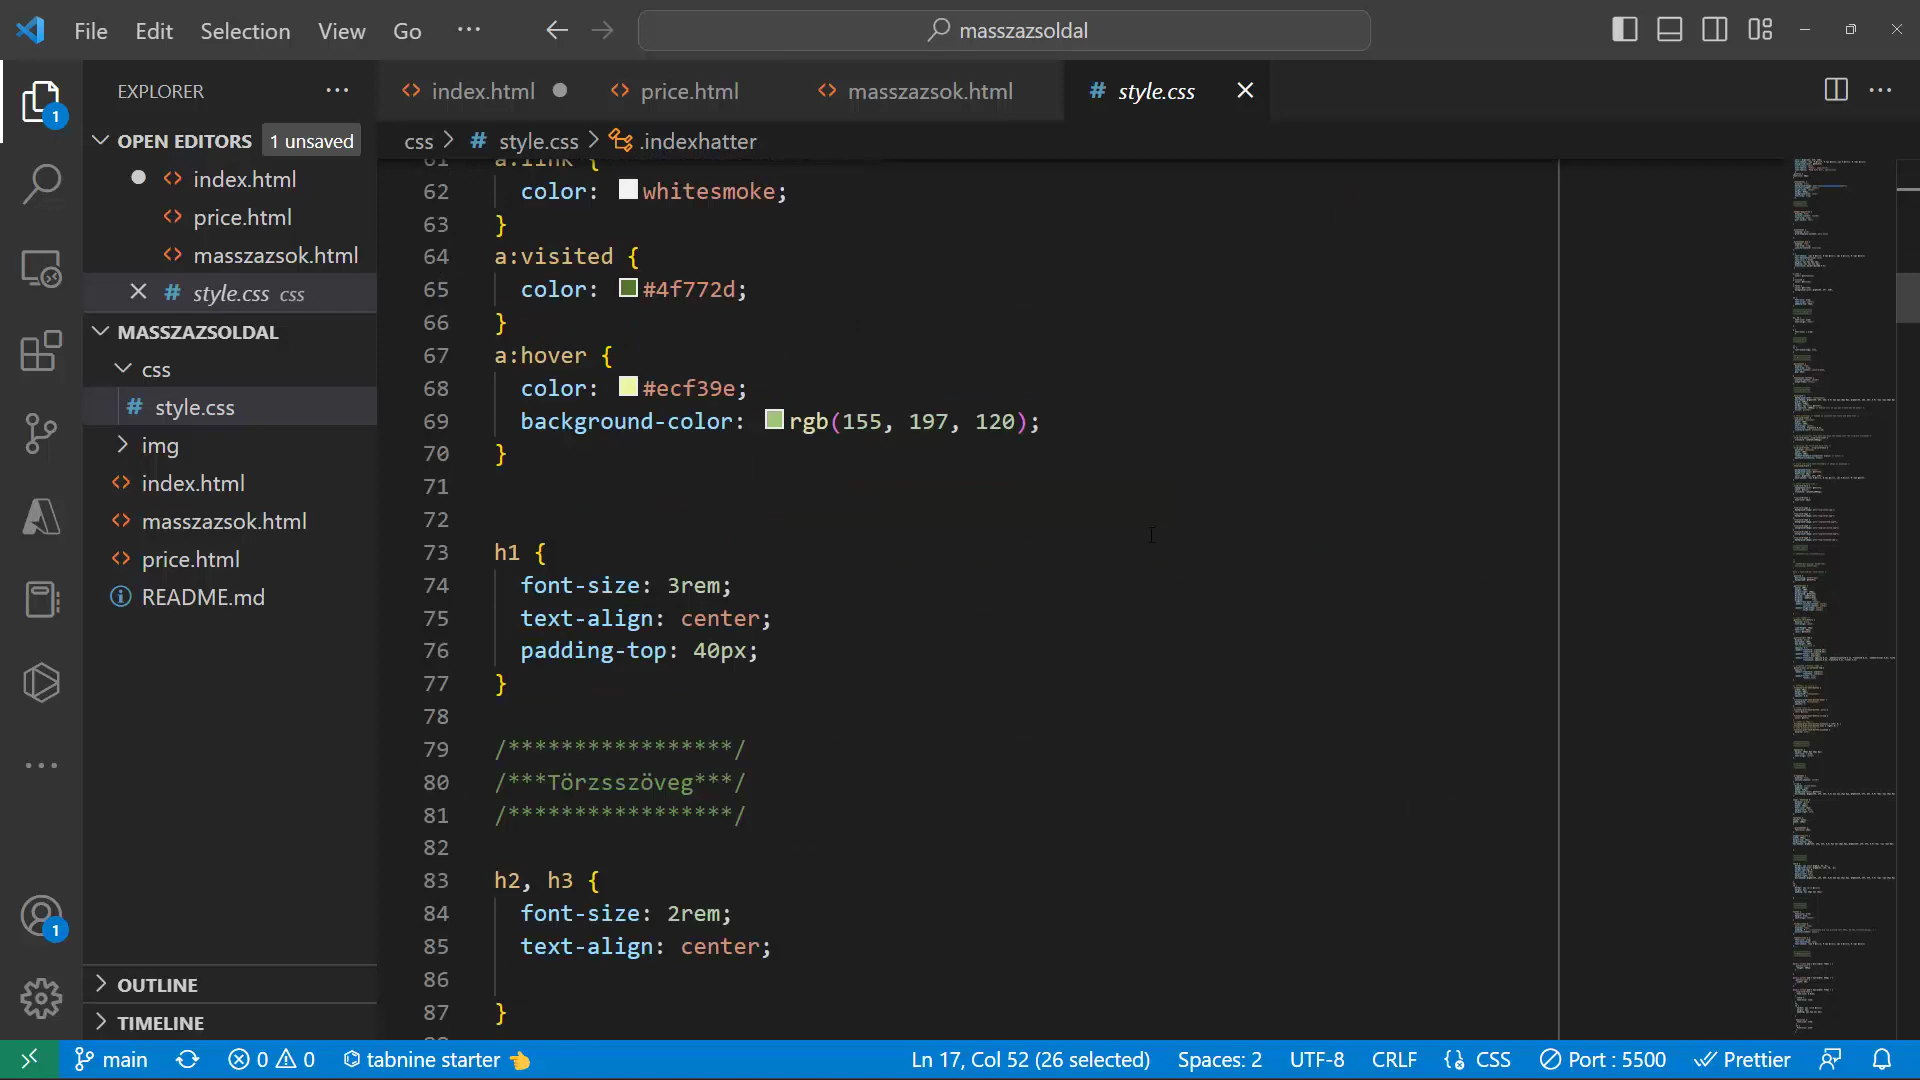 File Edit Selection View Go ···
masszazsoldal
EXPLORER ···
OPEN EDITORS 1 unsaved
index.html
price.html
masszazsok.html
style.css css
MASSZAZSOLDAL
css
style.css
img
index.html
masszazsok.html
price.html
README.md
OUTLINE
TIMELINE
1
1
index.html price.html masszazsok.html # style.css
css > # style.css > .indexhatter
61 a:link {
62 color: whitesmoke;
63 }
64 a:visited {
65 color: #4f772d;
66 }
67 a:hover {
68 color: #ecf39e;
69 background-color: rgb(155, 197, 120);
70 }
71
72
73 h1 {
74 font-size: 3rem;
75 text-align: center;
76 padding-top: 40px;
77 }
78
79 /*****************/
80 /***Törzsszöveg***/
81 /*****************/
82
83 h2, h3 {
84 font-size: 2rem;
85 text-align: center;
86
87 }
main 0 0 tabnine starter 👈 Ln 17, Col 52 (26 selected) Spaces: 2 UTF-8 CRLF {} CSS Port : 5500 Prettier